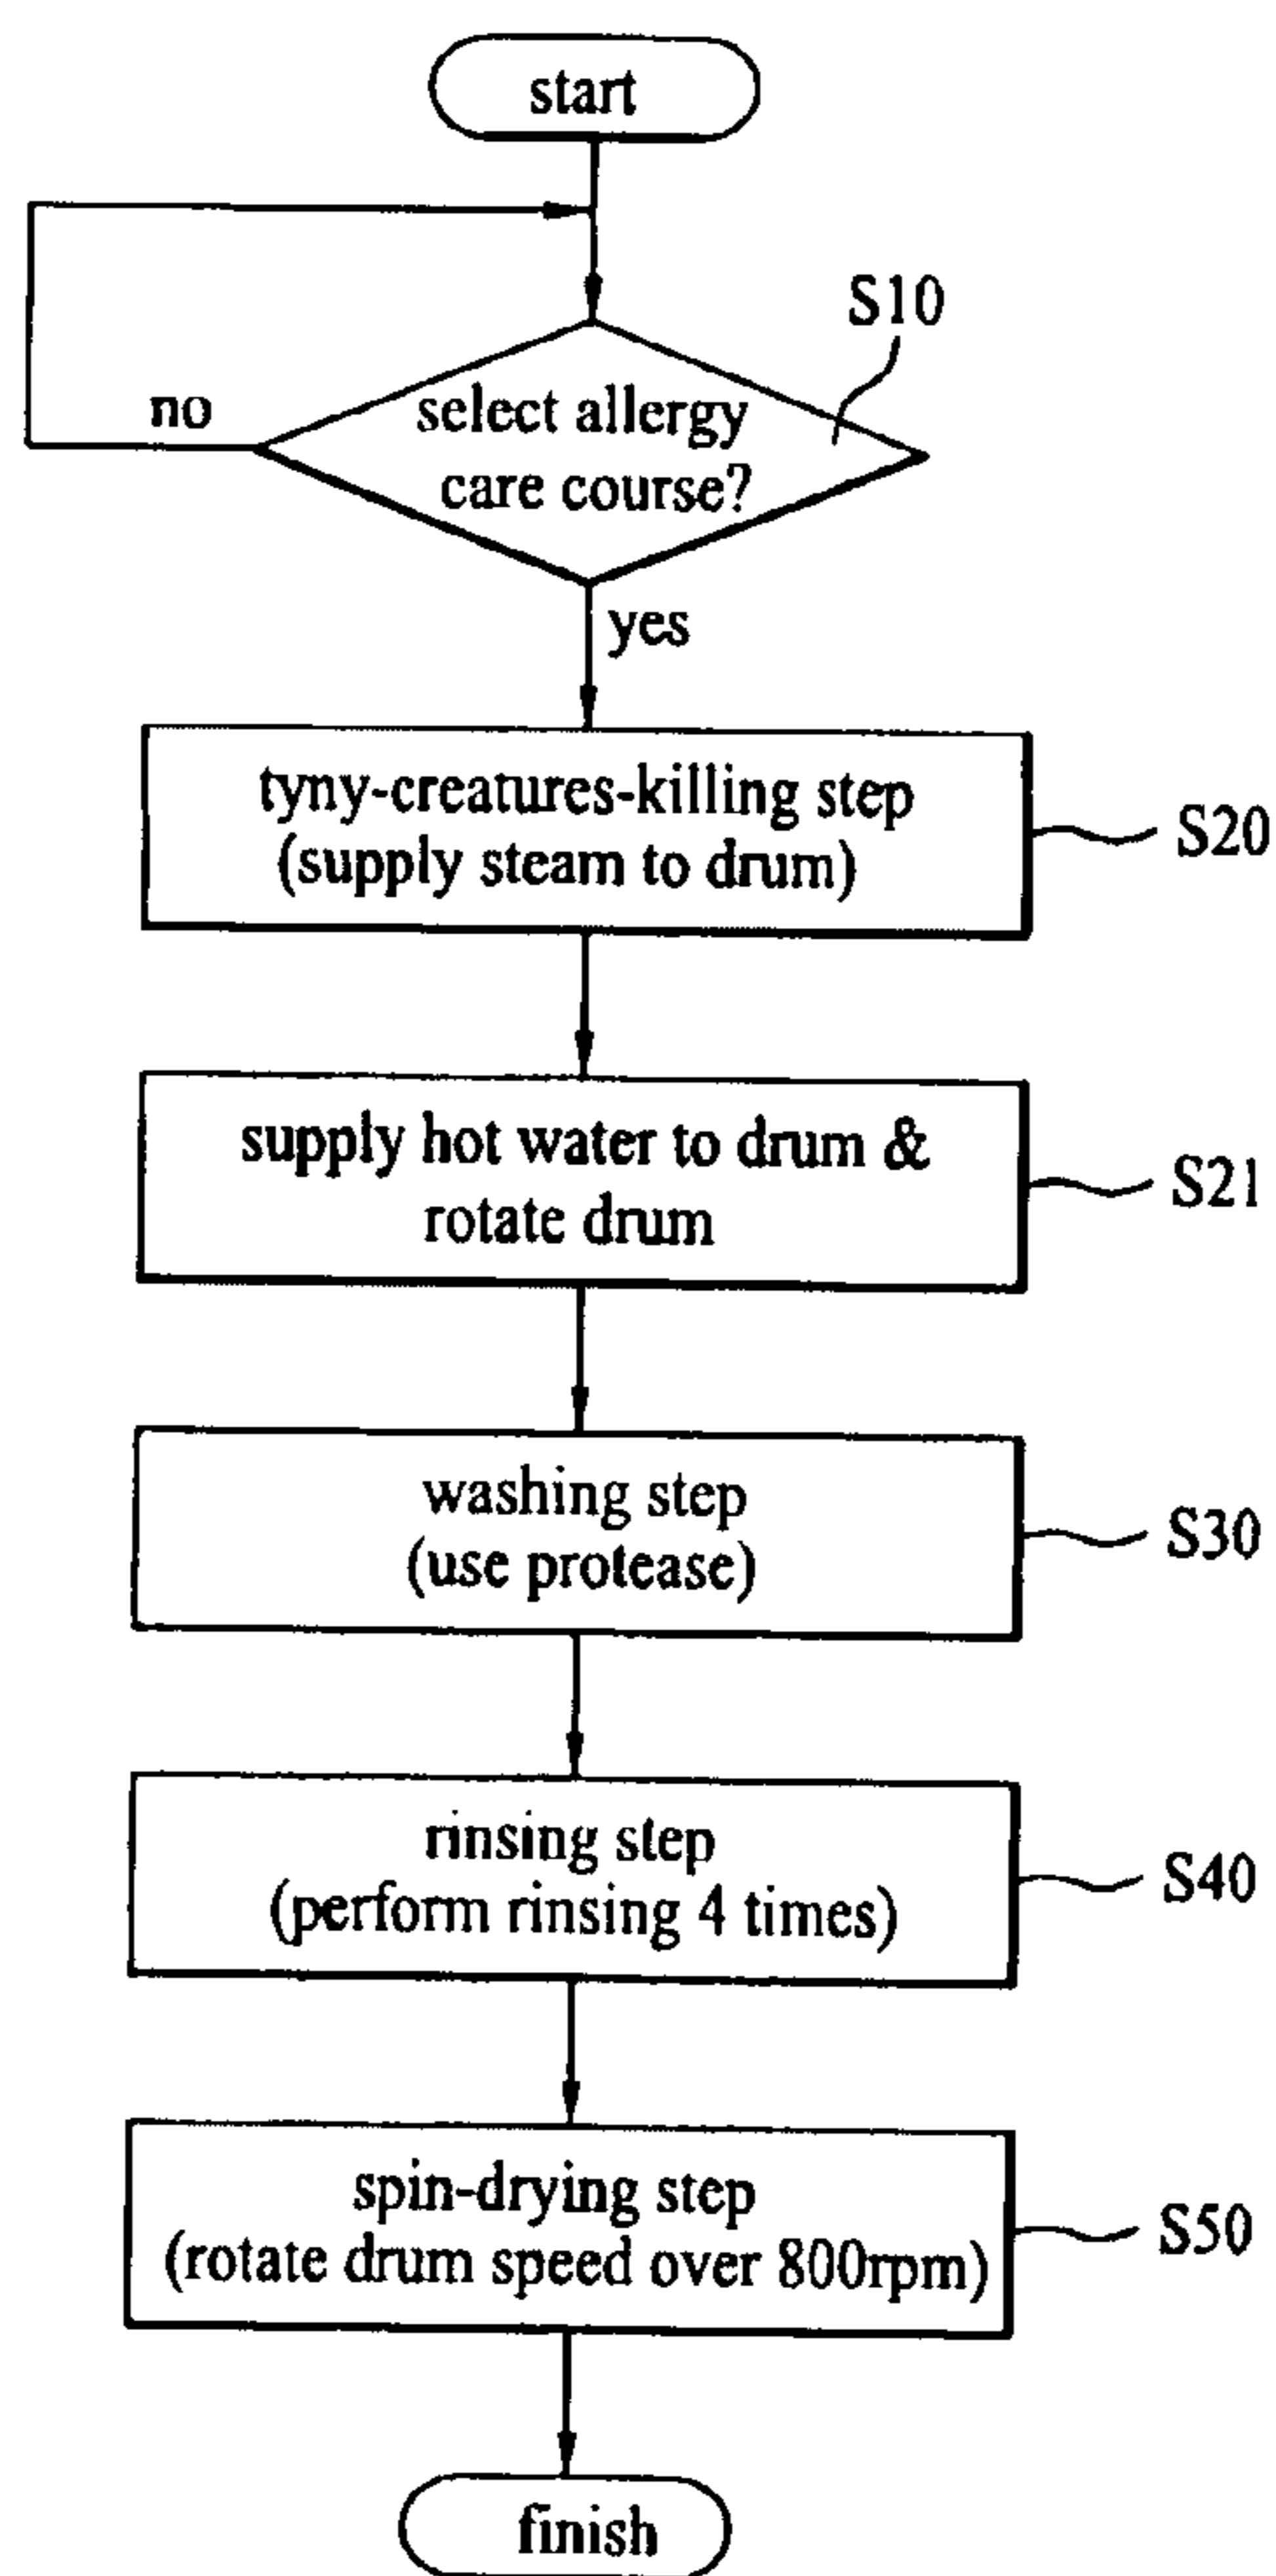 start
S10
no
select allergy
care course?
yes
tyny-creatures-killing step
(supply steam to drum)
S20
supply hot water to drum &
rotate drum
S21
washing step
(use protease)
S30
rinsing step
(perform rinsing 4 times)
S40
spin-drying step
(rotate drum speed over 800rpm)
S50
finish